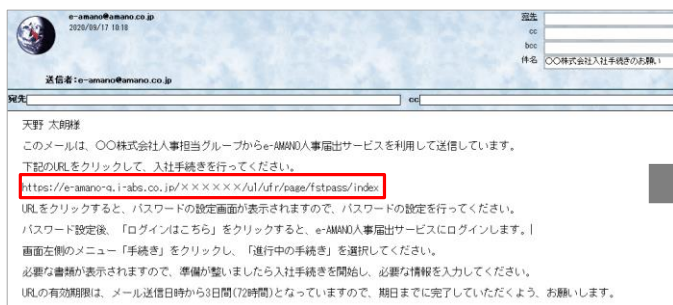 e-amano@amano.co.jp
2020/09/17 18:18
宛先
cc
bcc
件名 〇〇株式会社入社手続きのお願い
送信者:e-amano@amano.co.jp
宛先
cc
天野 太朗様
このメールは、〇〇株式会社人事担当グループからe-AMANO人事届出サービスを利用して送信しています。
下記のURLをクリックして、入社手続きを行ってください。
https://e-amano-q.i-abs.co.jp/××××××/u1/ufr/page/fstpass/index
URLをクリックすると、パスワードの設定画面が表示されますので、パスワードの設定を行ってください。
パスワード設定後、「ログインはこちら」をクリックすると、e-AMANO人事届出サービスにログインします。
画面左側のメニュー「手続き」をクリックし、「進行中の手続き」を選択してください。
必要な書類が表示されますので、準備が整いましたら入社手続きを開始し、必要な情報を入力してください。
URLの有効期限は、メール送信日時から3日間(72時間)となっていますので、期日までに完了していただくよう、お願いします。